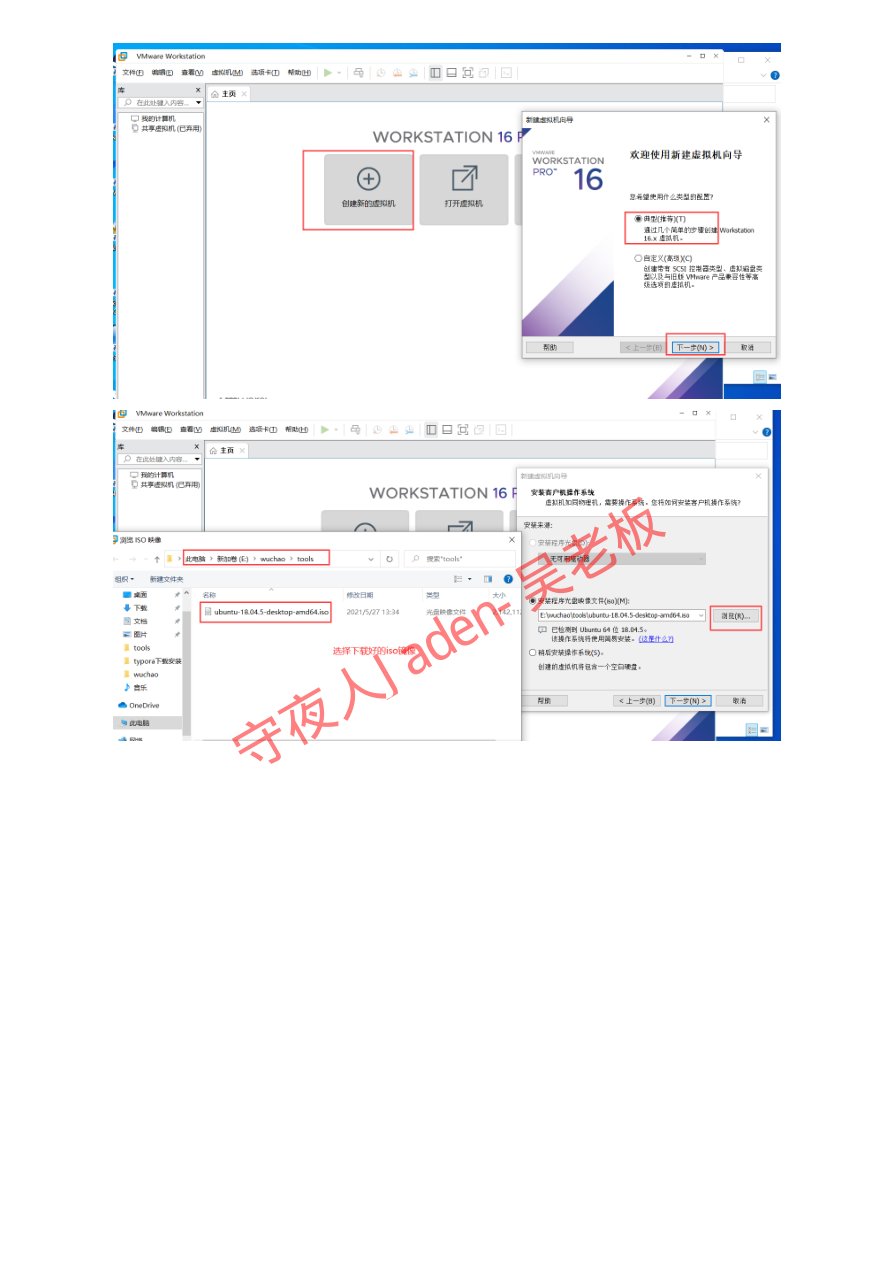 VMware Workstation
文件(F) 编辑(E) 查看(V) 虚拟机(M) 选项卡(T) 帮助(H)
库
主页
在此处键入内容...
我的计算机
共享虚拟机 (已弃用)
WORKSTATION 16 P
创建新的虚拟机
打开虚拟机
新建虚拟机向导
VMWARE
WORKSTATION
PRO™ 16
欢迎使用新建虚拟机向导
您希望使用什么类型的配置?
典型(推荐)(T)
通过几个简单的步骤创建 Workstation
16.x 虚拟机。
自定义(高级)(C)
创建带有 SCSI 控制器类型、虚拟磁盘类
型以及与旧版 VMware 产品兼容性等高
级选项的虚拟机。
帮助
< 上一步(B)
下一步(N) >
取消
VMware Workstation
文件(F) 编辑(E) 查看(V) 虚拟机(M) 选项卡(T) 帮助(H)
库
主页
在此处键入内容...
我的计算机
共享虚拟机 (已弃用)
WORKSTATION 16 P
新建虚拟机向导
安装客户机操作系统
虚拟机如同物理机，需要操作系统。您将如何安装客户机操作系统?
安装来源:
安装程序光盘(D):
无可用驱动器
安装程序光盘映像文件(iso)(M):
E:\wuchao\tools\ubuntu-18.04.5-desktop-amd64.iso
浏览(R)...
已检测到 Ubuntu 64 位 18.04.5。
该操作系统将使用简易安装。(这是什么?)
稍后安装操作系统(S)。
创建的虚拟机将包含一个空白硬盘。
帮助
< 上一步(B)
下一步(N) >
取消
浏览 ISO 映像
此电脑 > 新加卷 (E:) > wuchao > tools
搜索"tools"
组织
新建文件夹
名称
修改日期
类型
大小
ubuntu-18.04.5-desktop-amd64.iso
2021/5/27 13:34
光盘映像文件
选择下载好的iso镜像
桌面
下载
文档
图片
tools
typora下载安装
wuchao
音乐
OneDrive
此电脑
网络
守夜人Jaden-吴老板